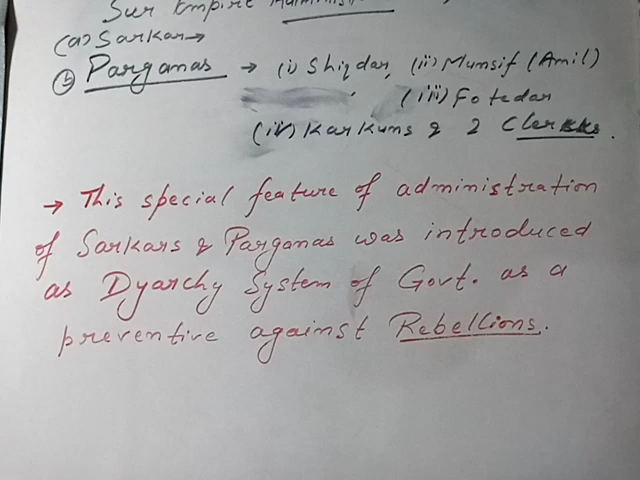 Sur Empire Administ
(a) Sarkar →
(b) Parganas → (i) Shiqdar, (ii) Munsif (Amil)
(iii) Fotedar
(iv) Karkuns & 2 Clerks.
→ This special feature of administration
of Sarkars & Parganas was introduced
as Dyarchy System of Govt. as a
preventive against Rebellions.